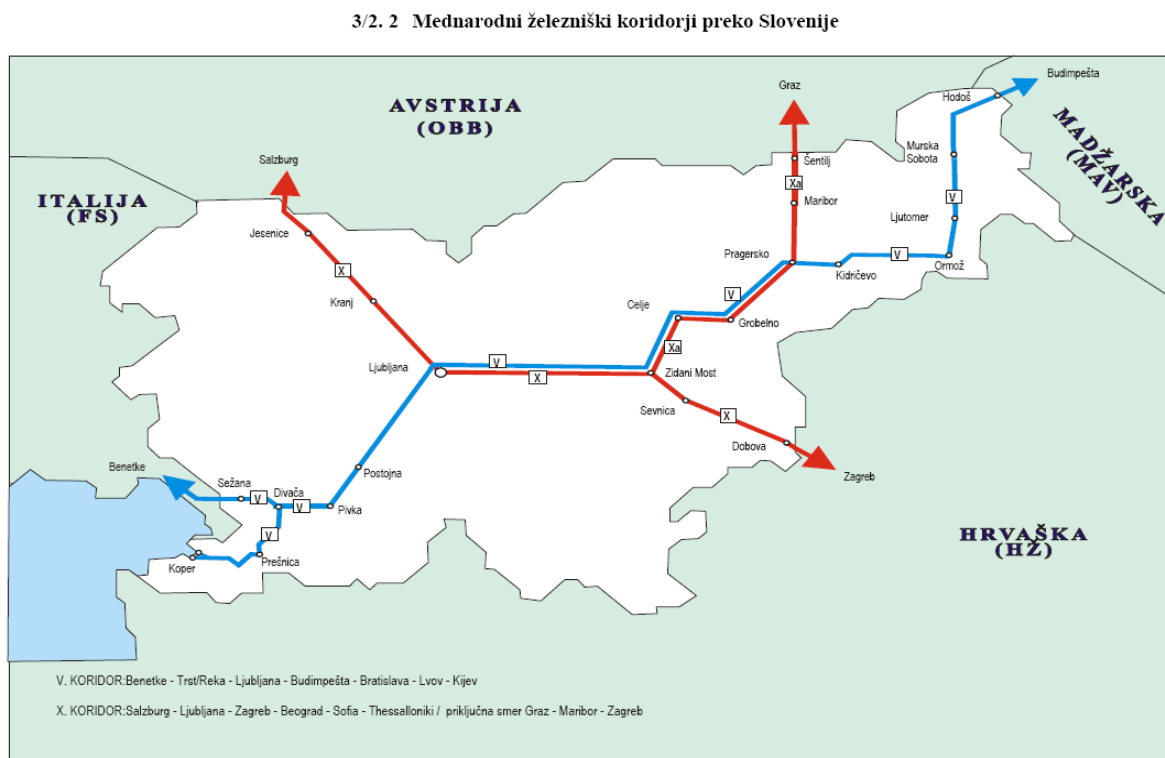 3/2. 2 Mednarodni železniški koridorji preko Slovenije
Budimpešta
Graz
Hodoš
AVSTRIJA
(OBB)
MADŽARSKA
(MAV)
Salzburg
Šentilj
Murska
Sobota
Xa
ITALIJA
(FS)
V
Maribor
Ljutomer
Jesenice
Pragersko
V
X
Kidričevo
Ormož
V
Kranj
Celje
Grobelno
Xa
Ljubljana
V
X
Zidani Most
Sevnica
X
Dobova
Benetke
Postojna
Zagreb
Sežana
V
Divača
V
Pivka
V
HRVAŠKA
(HŽ)
Koper
Prešnica
V. KORIDOR:Benetke - Trst/Reka - Ljubljana - Budimpešta - Bratislava - Lvov - Kijev
X. KORIDOR:Salzburg - Ljubljana - Zagreb - Beograd - Sofia - Thessalloniki / priključna smer Graz - Maribor - Zagreb